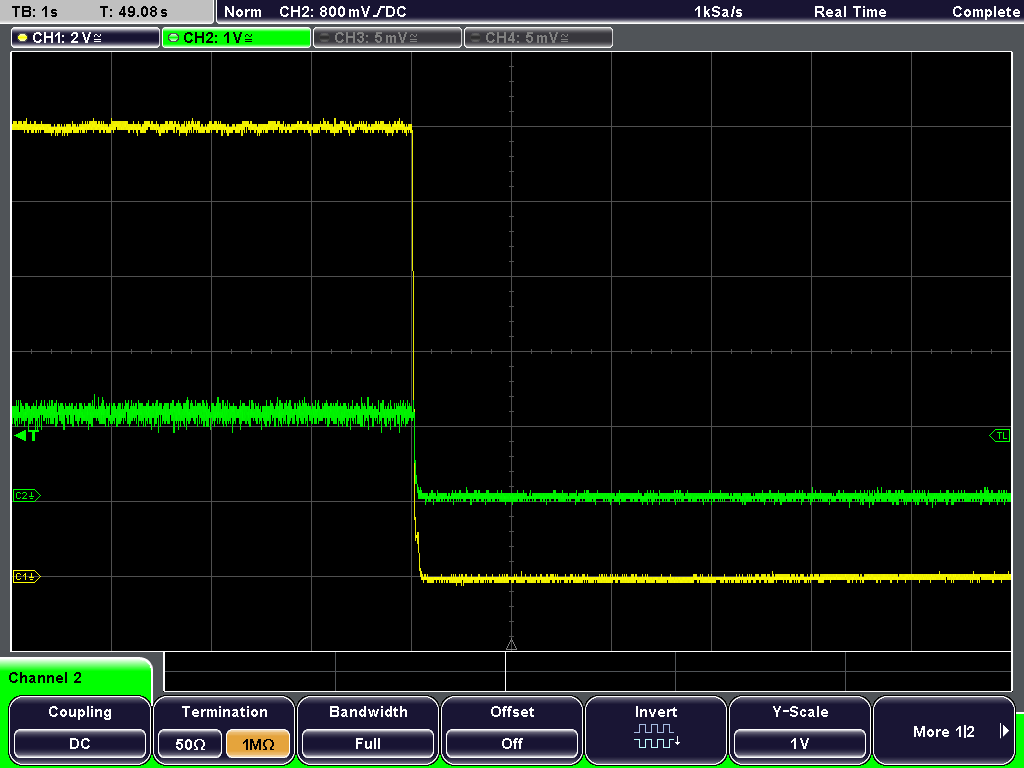 TB: 1s T: 49.08 s Norm CH2: 800 mV DC 1kSa/s Real Time Complete
CH1: 2 V≅ CH2: 1 V≅ CH3: 5 mV≅ CH4: 5 mV≅
T
TL
C2
C1
Channel 2
Coupling Termination Bandwidth Offset Invert Y-Scale More 1|2
DC 50Ω 1MΩ Full Off 1V